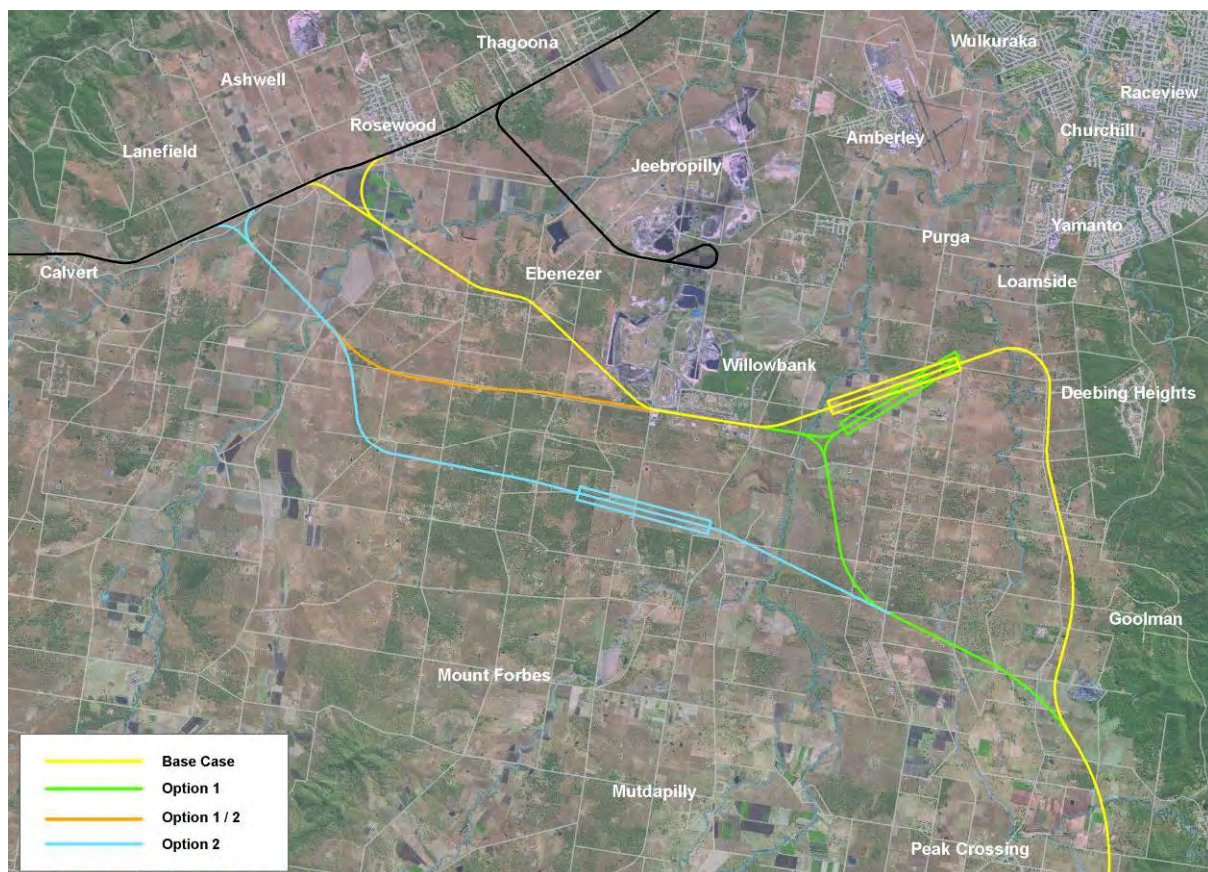 Thagoona
Wulkuraka
Ashwell
Raceview
Rosewood
Churchill
Amberley
Lanefield
Jeebropilly
Yamanto
Purga
Calvert
Ebenezer
Loamside
Willowbank
Deebing Heights
Goolman
Mount Forbes
Mutdapilly
Peak Crossing
Base Case
Option 1
Option 1 / 2
Option 2